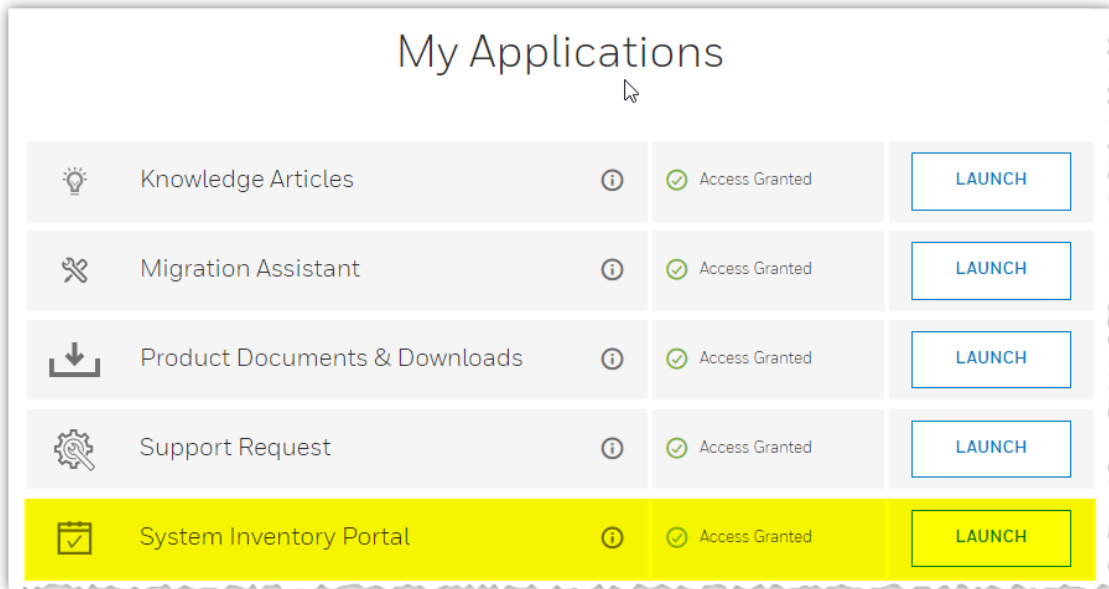 My Applications
Knowledge Articles Access Granted LAUNCH
Migration Assistant Access Granted LAUNCH
Product Documents & Downloads Access Granted LAUNCH
Support Request Access Granted LAUNCH
System Inventory Portal Access Granted LAUNCH